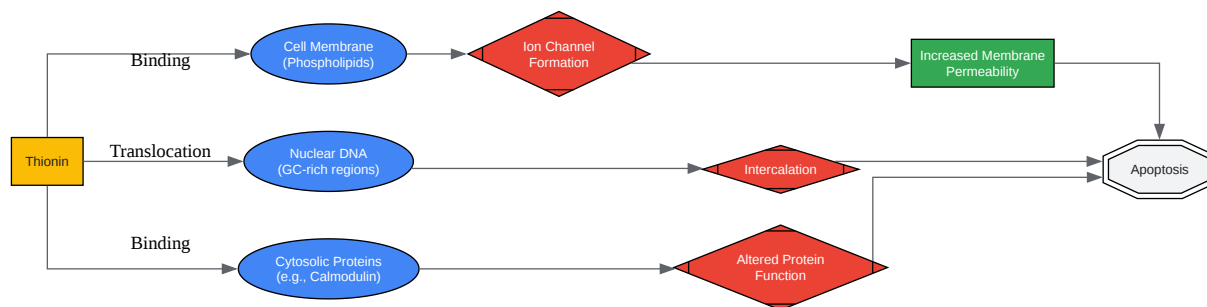 Binding
Cell Membrane
(Phospholipids)
Ion Channel
Formation
Increased Membrane
Permeability
Thionin
Translocation
Nuclear DNA
(GC-rich regions)
Intercalation
Apoptosis
Binding
Cytosolic Proteins
(e.g., Calmodulin)
Altered Protein
Function